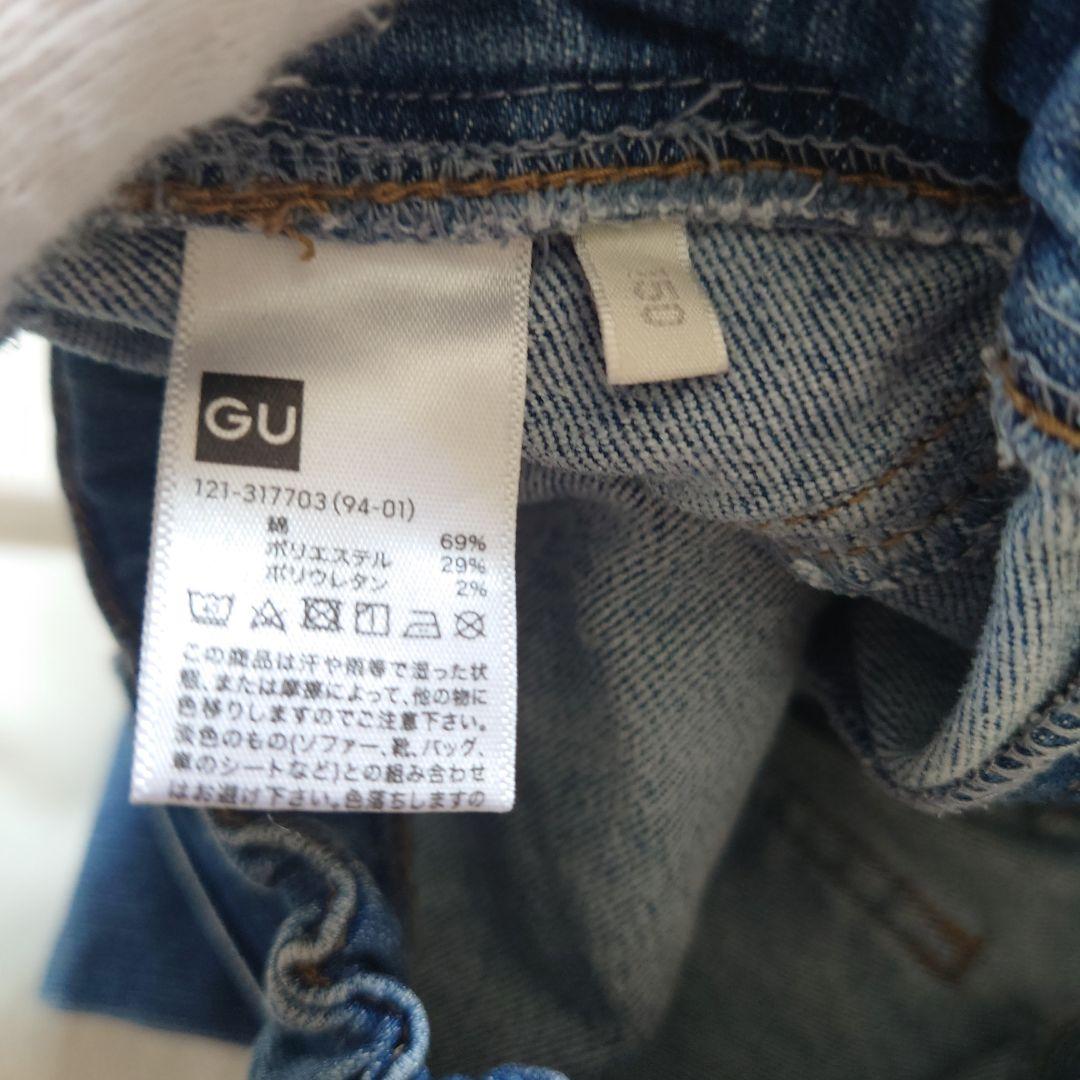 GU
121-317703 (94-01)
綿 69%
ポリエステル 29%
ポリウレタン 2%
この商品は汗や雨等で湿った状
態、または摩擦によって、他の物に
色移りしますのでご注意下さい。
淡色のもの(ソファー、靴、バッグ、
車のシートなど)との組み合わせ
はお避け下さい。色落ちしますの
150